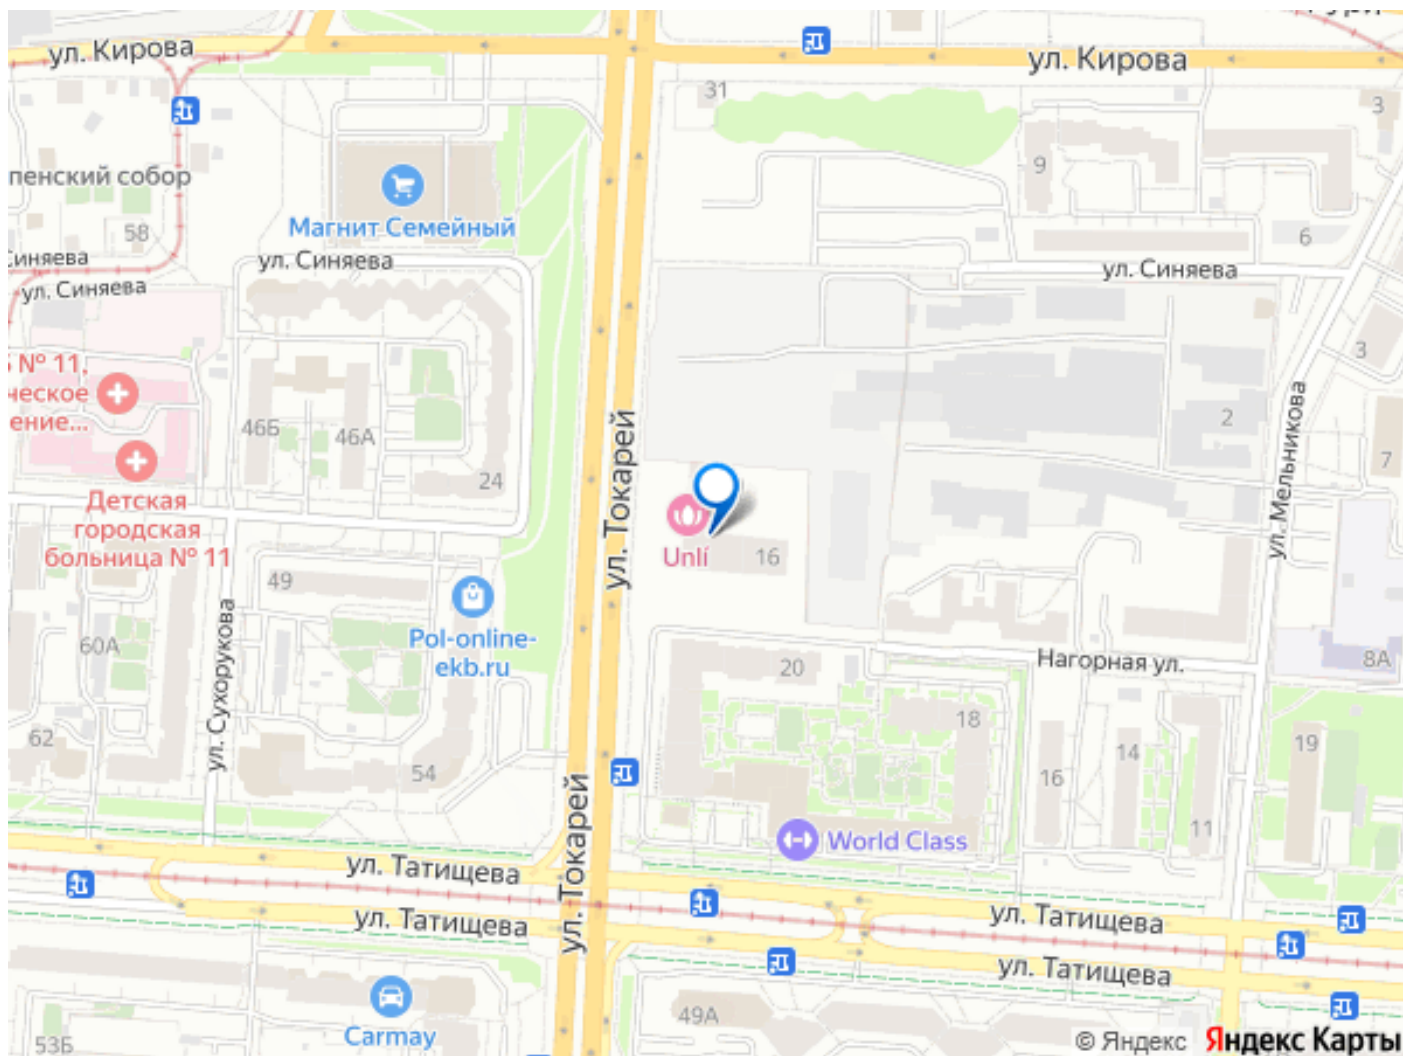 ул. Кирова
ул. Кирова
31
3
9
пенский собор
58
Магнит Семейный
6
Синяева
ул. Синяева
ул. Синяева
ул. Синяева
3
№ 11,
ческое
ение...
46Б
46А
24
2
7
ул. Токарей
ул. Мельникова
Детская
городская
больница № 11
Unlí
16
49
ул. Сухорукова
60А
Pol-online-
ekb.ru
20
Нагорная ул.
8А
18
62
54
16
14
19
11
ул. Токарей
World Class
ул. Татищева
ул. Татищева
ул. Татищева
ул. Татищева
Carmay
49А
53Б
© Яндекс Яндекс Карты